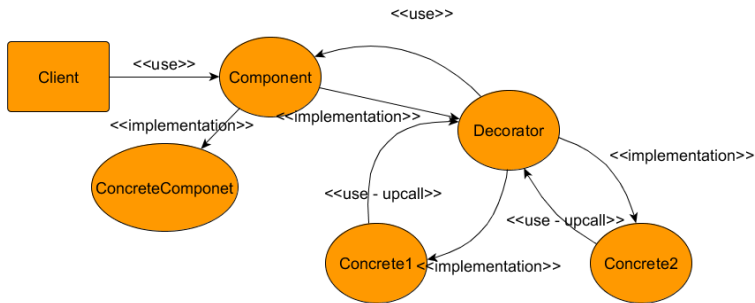 <<use>>
Client
<<use>>
Component
<<implementation>>
<<implementation>>
Decorator
<<implementation>>
ConcreteComponet
<<use - upcall>>
<<use - upcall>>
Concrete1
<<implementation>>
Concrete2